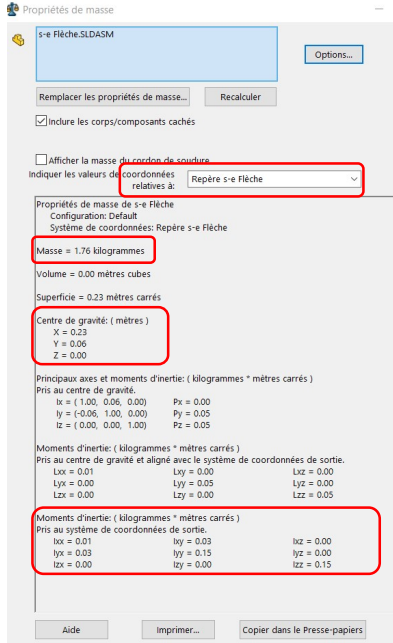 Propriétés de masse
s-e Flèche.SLDASM
Options...
Remplacer les propriétés de masse...
Recalculer
Inclure les corps/composants cachés
Afficher la masse du cordon de soudure
Indiquer les valeurs de coordonnées
relatives à:
Repère s-e Flèche
Propriétés de masse de s-e Flèche
Configuration: Default
Système de coordonnées: Repère s-e Flèche
Masse = 1.76 kilogrammes
Volume = 0.00 mètres cubes
Superficie = 0.23 mètres carrés
Centre de gravité: ( mètres )
X = 0.23
Y = 0.06
Z = 0.00
Principaux axes et moments d'inertie: ( kilogrammes * mètres carrés )
Pris au centre de gravité.
Ix = ( 1.00, 0.06, 0.00) Px = 0.00
Iy = (-0.06, 1.00, 0.00) Py = 0.05
Iz = ( 0.00, 0.00, 1.00) Pz = 0.05
Moments d'inertie: ( kilogrammes * mètres carrés )
Pris au centre de gravité et aligné avec le système de coordonnées de sortie.
Lxx = 0.01 Lxy = 0.00 Lxz = 0.00
Lyx = 0.00 Lyy = 0.05 Lyz = 0.00
Lzx = 0.00 Lzy = 0.00 Lzz = 0.05
Moments d'inertie: ( kilogrammes * mètres carrés )
Pris au système de coordonnées de sortie.
Ixx = 0.01 Ixy = 0.03 Ixz = 0.00
Iyx = 0.03 Iyy = 0.15 Iyz = 0.00
Izx = 0.00 Izy = 0.00 Izz = 0.15
Aide
Imprimer...
Copier dans le Presse-papiers